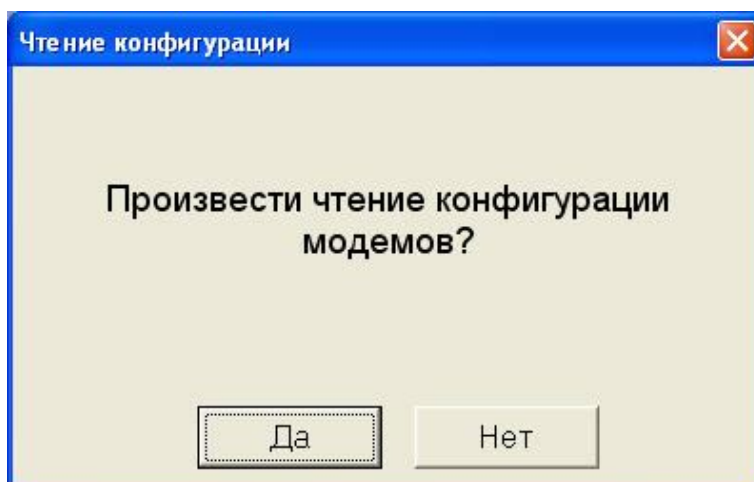 Чтение конфигурации
Произвести чтение конфигурации
модемов?
Да Нет